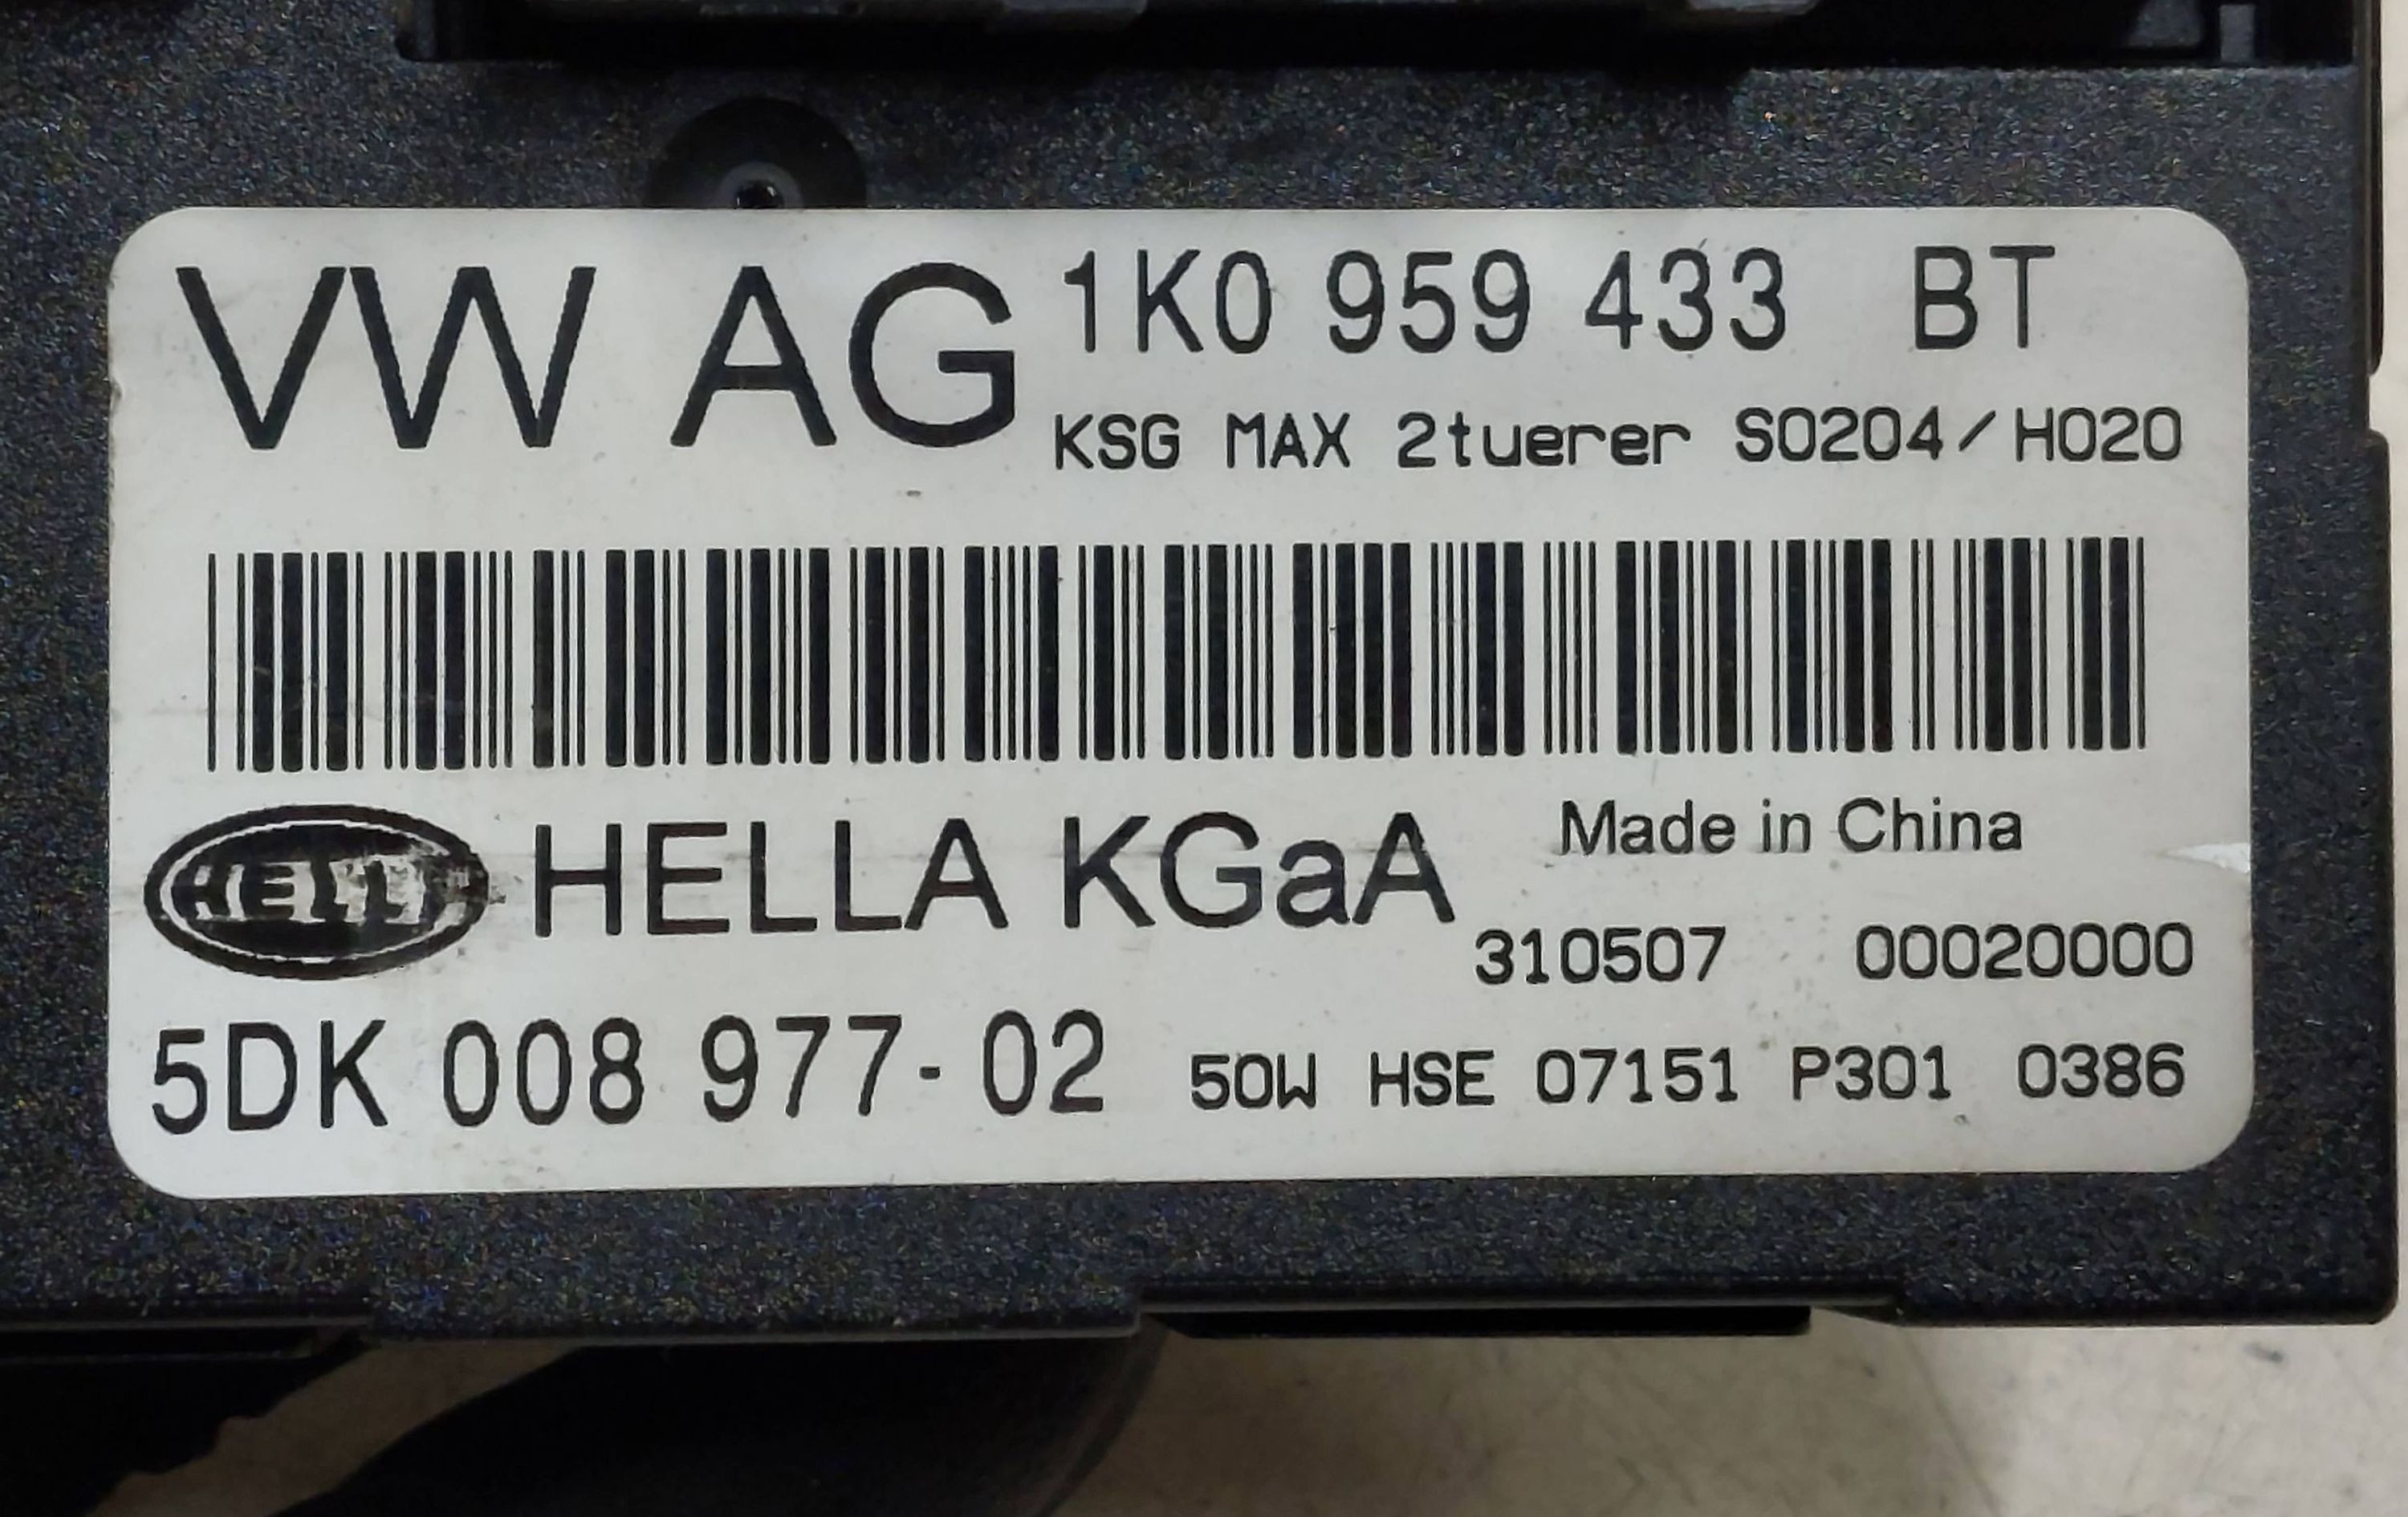 VW AG 1K0 959 433 BT
KSG MAX 2tuerer S0204/H020
HELLA HELLA KGaA Made in China
310507 00020000
5DK 008 977-02 50W HSE 07151 P301 0386